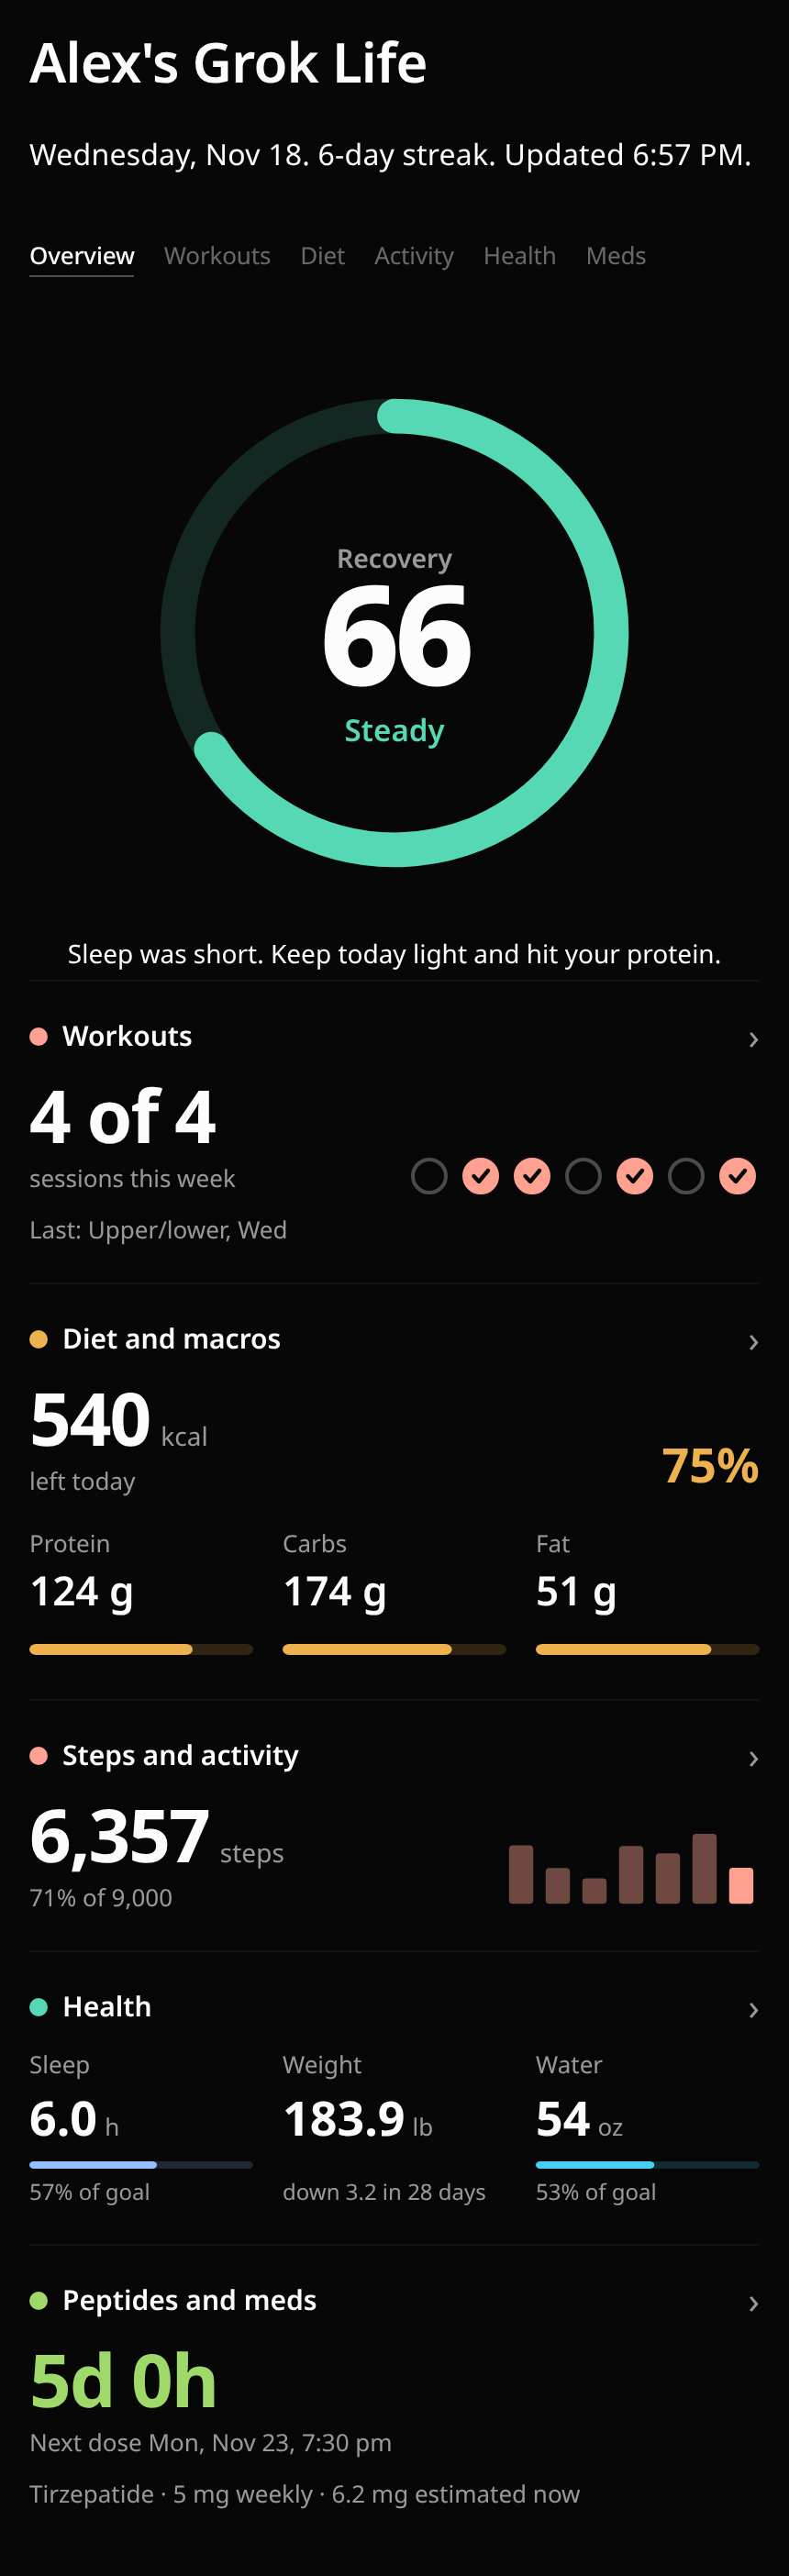 Alex's Grok Life
Wednesday, Nov 18. 6-day streak. Updated 6:57 PM.
Overview Workouts Diet Activity Health Meds
Recovery
66
Steady
Sleep was short. Keep today light and hit your protein.
Workouts ›
4 of 4
sessions this week
Last: Upper/lower, Wed
Diet and macros ›
540 kcal
left today
75%
Protein Carbs Fat
124 g 174 g 51 g
Steps and activity ›
6,357 steps
71% of 9,000
Health ›
Sleep Weight Water
6.0 h 183.9 lb 54 oz
57% of goal down 3.2 in 28 days 53% of goal
Peptides and meds ›
5d 0h
Next dose Mon, Nov 23, 7:30 pm
Tirzepatide · 5 mg weekly · 6.2 mg estimated now